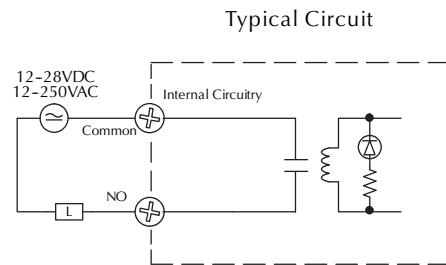 Typical Circuit
12–28VDC
12–250VAC
Internal Circuitry
Common
NO
L